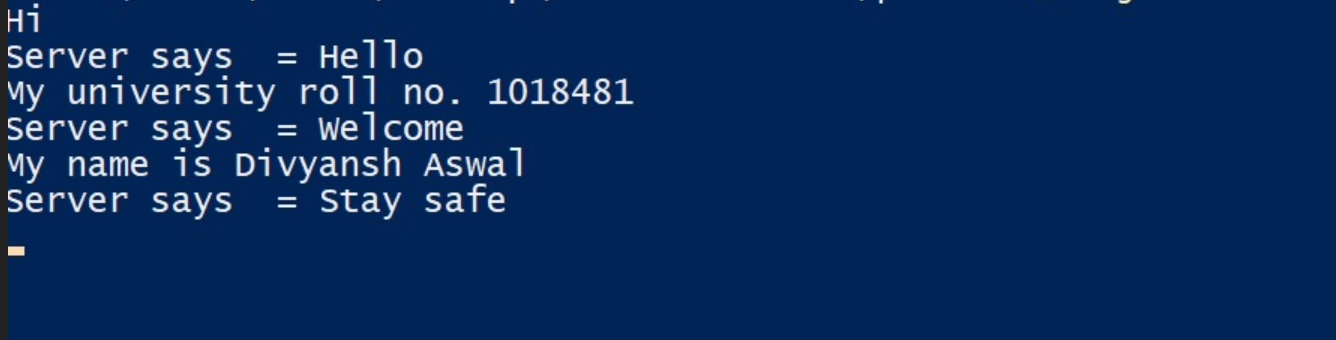 Hi
Server says  = Hello
My university roll no. 1018481
Server says  = Welcome
My name is Divyansh Aswal
Server says  = Stay safe